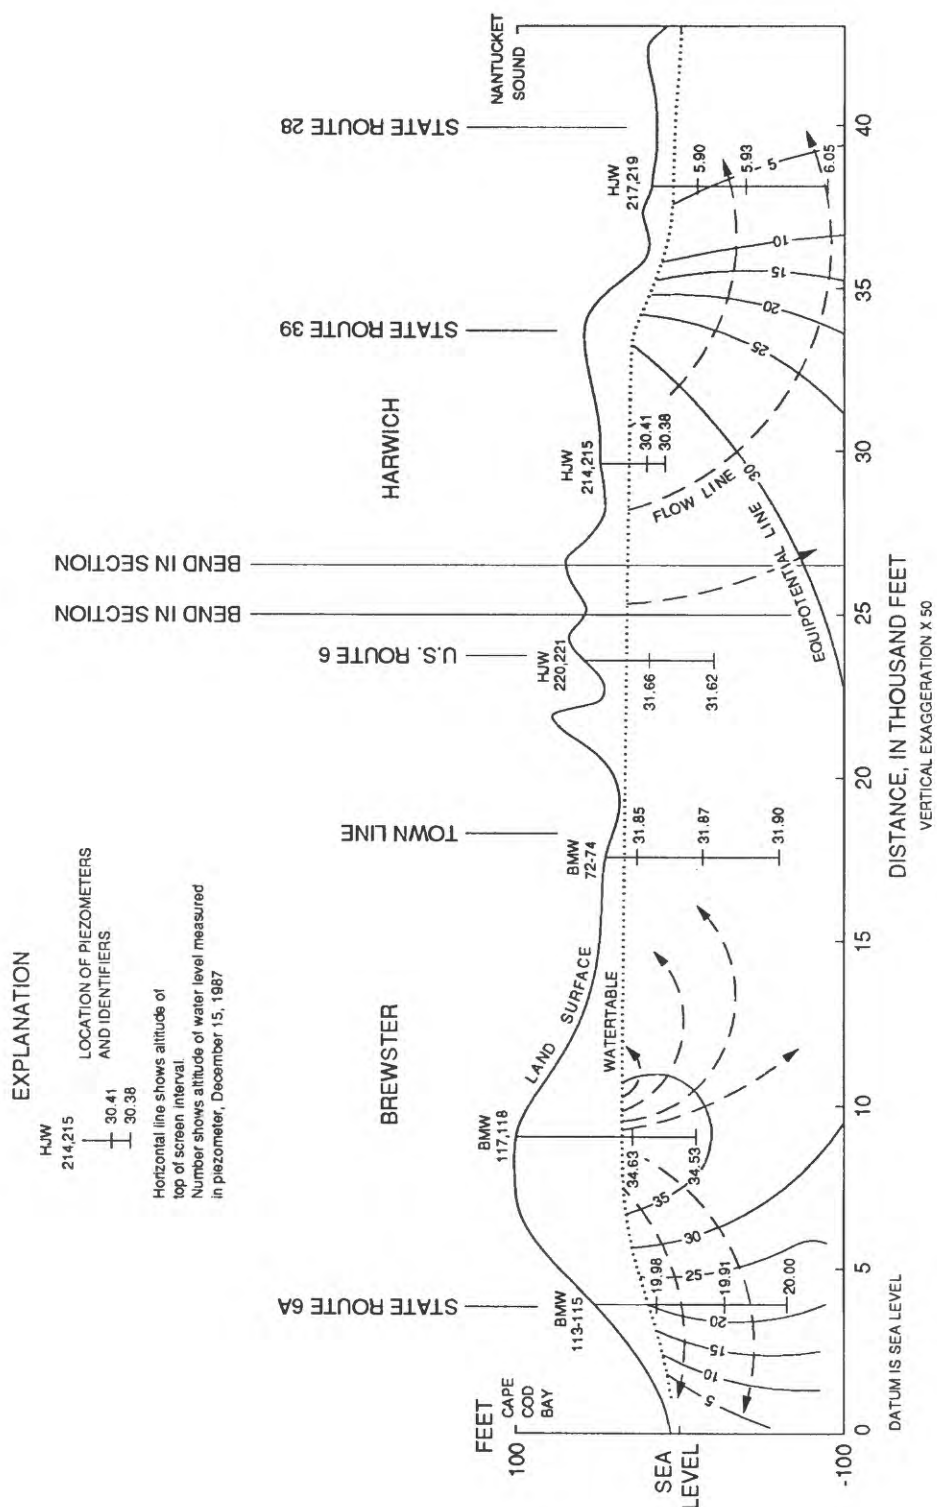 EXPLANATION
HJW
214,215
30.41
30.38
LOCATION OF PIEZOMETERS
AND IDENTIFIERS.
Horizontal line shows altitude of
top of screen interval.
Number shows altitude of water level measured
in piezometer, December 15, 1987
BREWSTER
HARWICH
STATE ROUTE 6A
TOWN LINE
U.S. ROUTE 6
BEND IN SECTION
BEND IN SECTION
STATE ROUTE 39
STATE ROUTE 28
FEET
100
CAPE
COD
BAY
SEA
LEVEL
-100
NANTUCKET
SOUND
LAND SURFACE
WATERTABLE
BMW
113-115
19.98
19.91
20.00
BMW
117,118
34.63
34.53
BMW
72-74
31.85
31.87
31.90
HJW
220,221
31.66
31.62
HJW
214,215
30.41
30.38
HJW
217,219
5.90
5.93
6.05
5
10
15
20
25
30
35
FLOW LINE
EQUIPOTENTIAL LINE
30
25
20
15
10
5
0
5
10
15
20
25
30
35
40
DATUM IS SEA LEVEL
DISTANCE, IN THOUSAND FEET
VERTICAL EXAGGERATION X 50